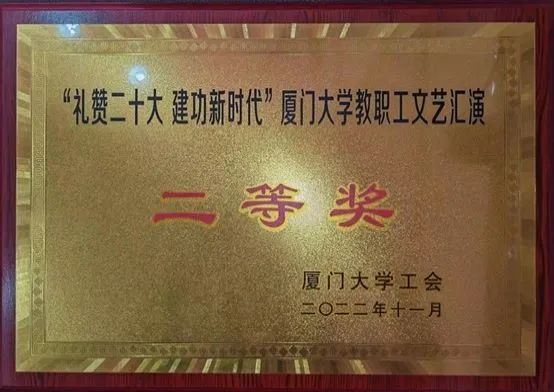 “礼赞二十大 建功新时代”厦门大学教职工文艺汇演
二等奖
厦门大学工会
二〇二二年十一月